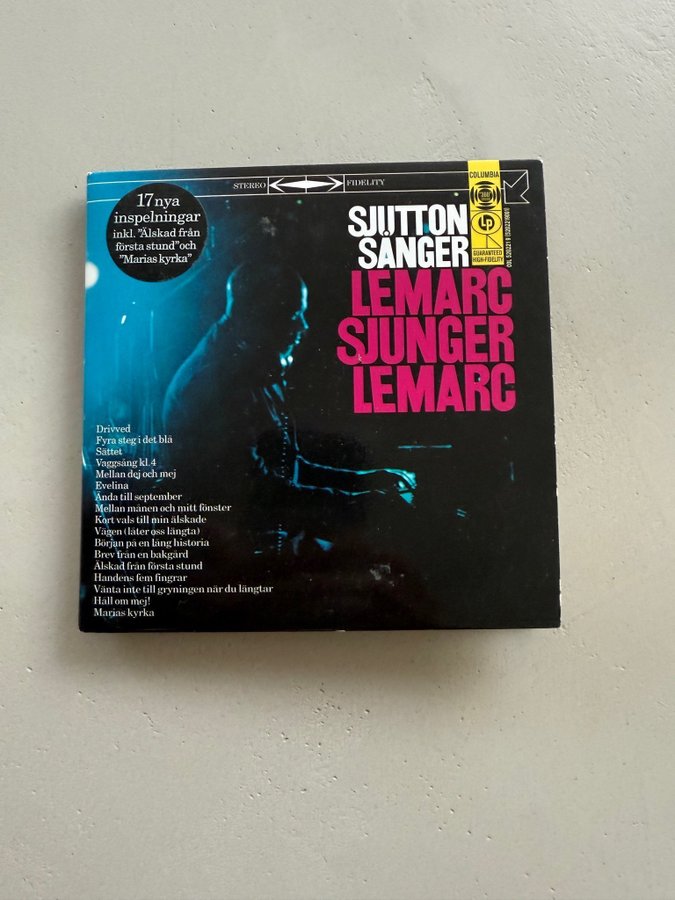 17 nya
inspelningar
inkl. "Älskad från
första stund" och
"Marias kyrka"
STEREO FIDELITY
COLUMBIA
360
LP
GUARANTEED
HIGH-FIDELITY
SJUTTON
SÅNGER
LEMARC
SJUNGER
LEMARC
Drivved
Fyra steg i det blå
Sättet
Vaggsång kl.4
Mellan dej och mej
Evelina
Ända till september
Mellan månen och mitt fönster
Kort vals till min älskade
Vägen (låter oss längta)
Början på en lång historia
Brev från en bakgård
Älskad från första stund
Handens fem fingrar
Vänta inte till gryningen när du längtar
Håll om mej!
Marias kyrka